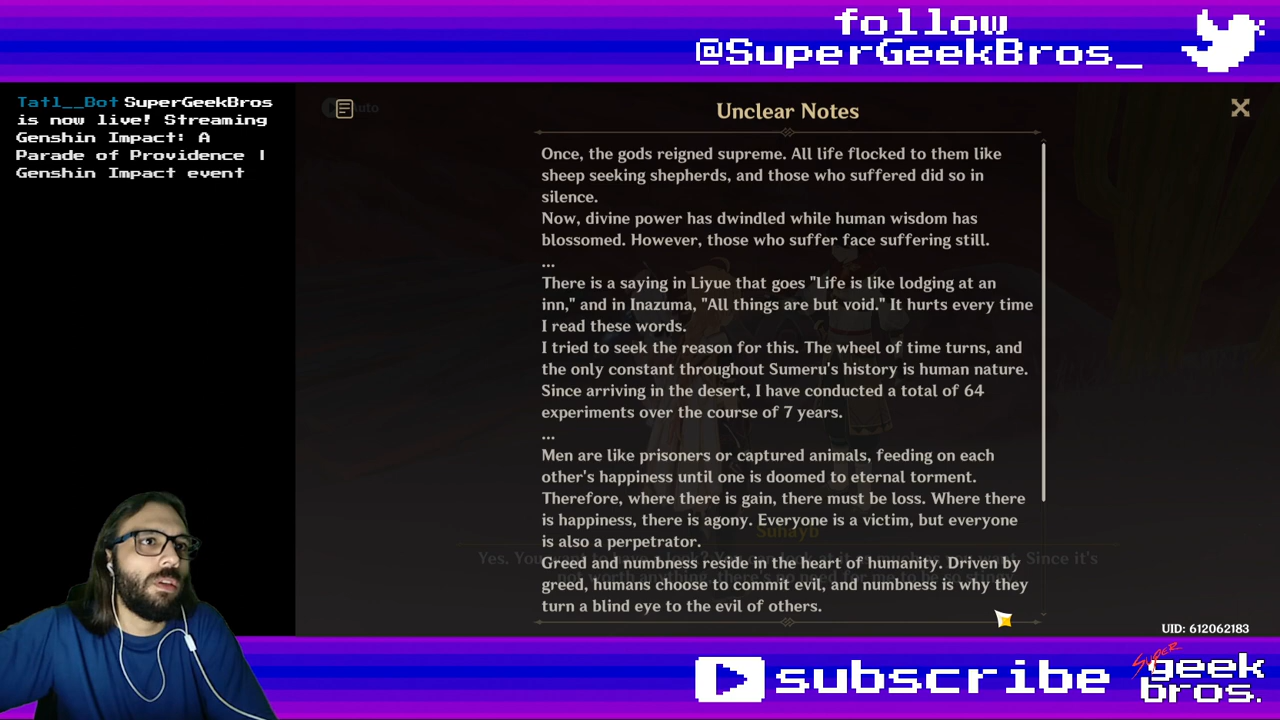 follow
@SuperGeekBros_
Tatl__Bot SuperGeekBros
is now live! Streaming
Genshin Impact: A
Parade of Providence |
Genshin Impact event
Auto
Unclear Notes
Once, the gods reigned supreme. All life flocked to them like
sheep seeking shepherds, and those who suffered did so in
silence.
Now, divine power has dwindled while human wisdom has
blossomed. However, those who suffer face suffering still.
...
There is a saying in Liyue that goes "Life is like lodging at an
inn," and in Inazuma, "All things are but void." It hurts every time
I read these words.
I tried to seek the reason for this. The wheel of time turns, and
the only constant throughout Sumeru's history is human nature.
Since arriving in the desert, I have conducted a total of 64
experiments over the course of 7 years.
...
Men are like prisoners or captured animals, feeding on each
other's happiness until one is doomed to eternal torment.
Therefore, where there is gain, there must be loss. Where there
is happiness, there is agony. Everyone is a victim, but everyone
is also a perpetrator.
Greed and numbness reside in the heart of humanity. Driven by
greed, humans choose to commit evil, and numbness is why they
turn a blind eye to the evil of others.
Sunayb
UID: 612062183
subscribe
SUPER
geek
bros.